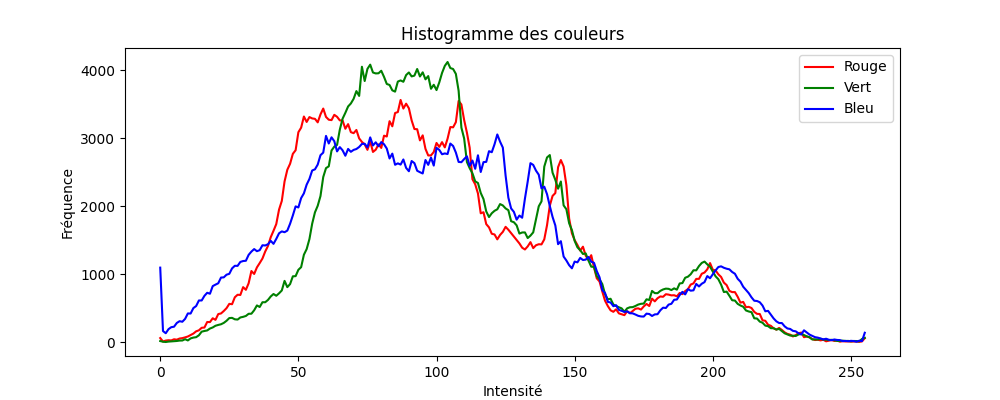 Histogramme des couleurs
Rouge
Vert
Bleu
Fréquence
4000
3000
2000
1000
0
0 50 100 150 200 250
Intensité